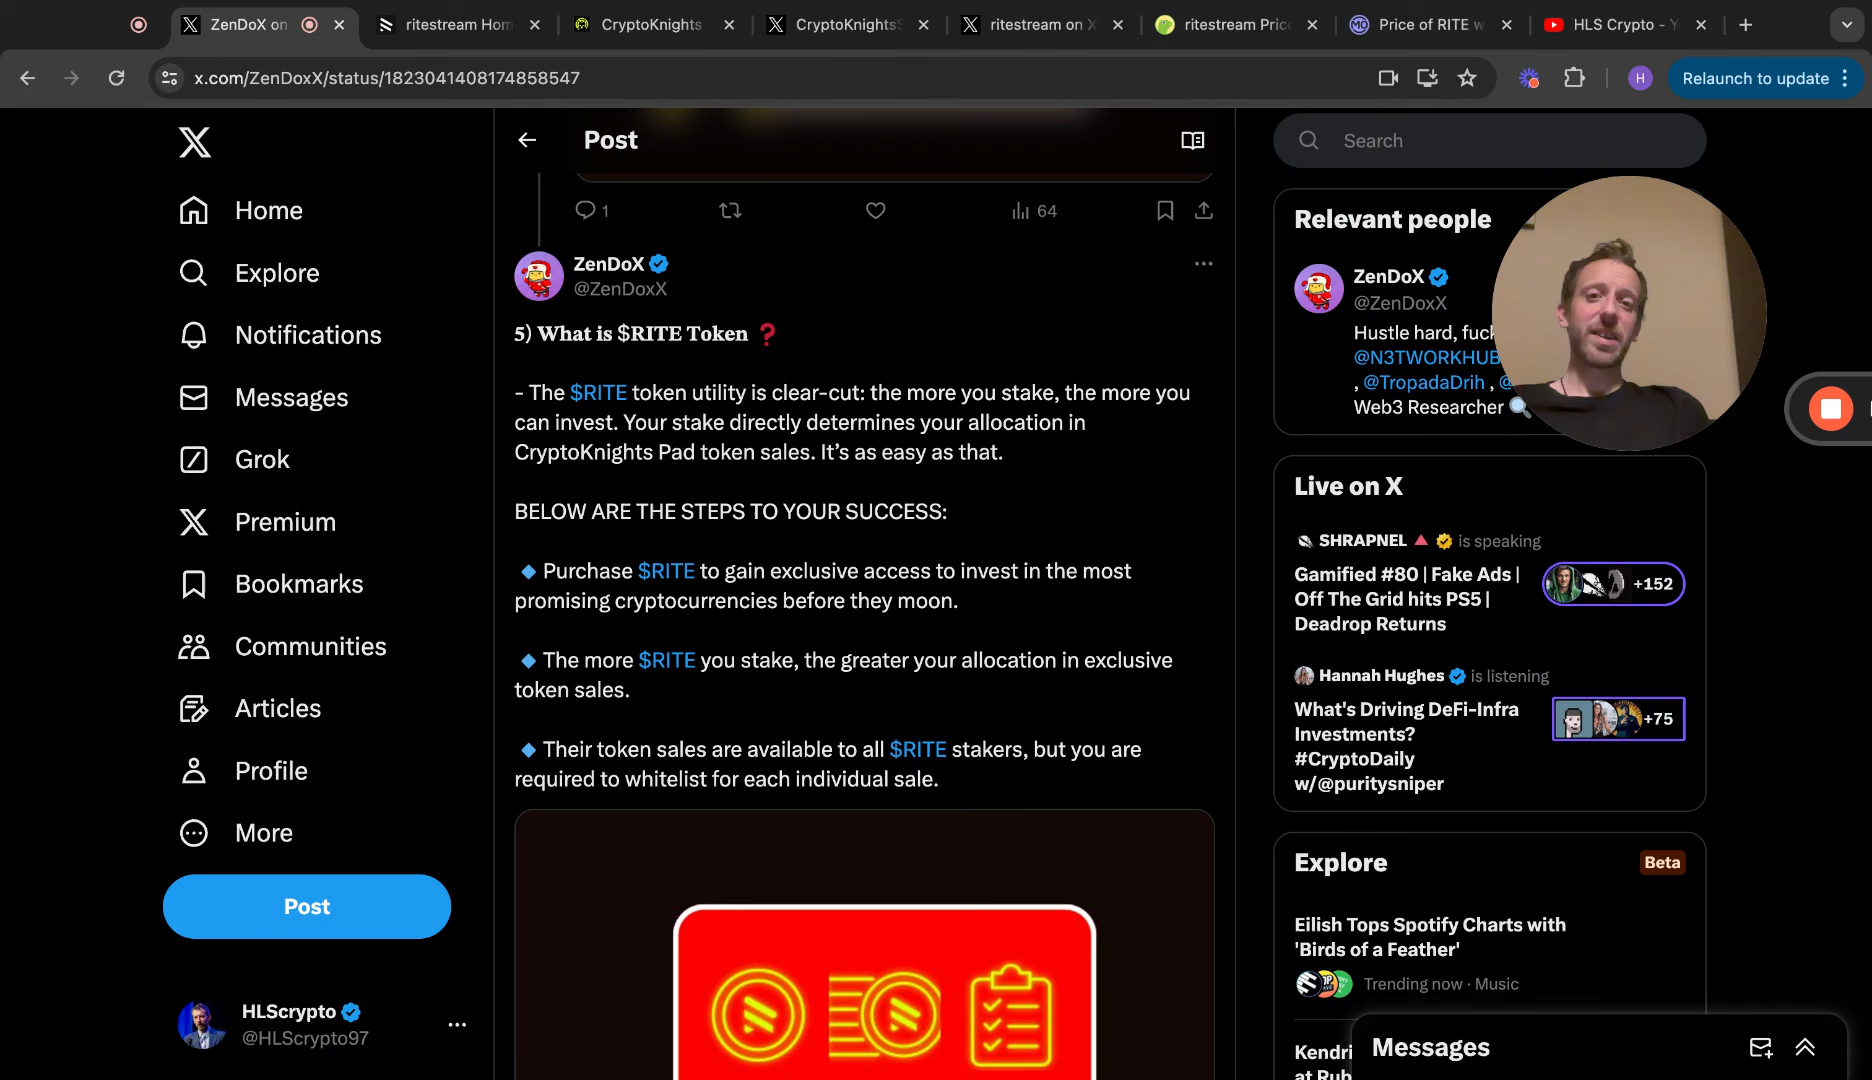 ZenDoX on
ritestream Hom
CryptoKnights
CryptoKnights
ritestream on X
ritestream Pric
Price of RITE w
HLS Crypto - Y
x.com/ZenDoxX/status/1823041408174858547
H
Relaunch to update
Home
Explore
Notifications
Messages
Grok
Premium
Bookmarks
Communities
Articles
Profile
More
Post
HLScrypto
@HLScrypto97
Post
1
64
ZenDoX
@ZenDoxX
5) What is $RITE Token ❓
- The $RITE token utility is clear-cut: the more you stake, the more you
can invest. Your stake directly determines your allocation in
CryptoKnights Pad token sales. It’s as easy as that.
BELOW ARE THE STEPS TO YOUR SUCCESS:
🔹Purchase $RITE to gain exclusive access to invest in the most
promising cryptocurrencies before they moon.
🔹The more $RITE you stake, the greater your allocation in exclusive
token sales.
🔹Their token sales are available to all $RITE stakers, but you are
required to whitelist for each individual sale.
Search
Relevant people
ZenDoX
@ZenDoxX
Hustle hard, fuck
@N3TWORKHUB
, @TropadaDrih , @
Web3 Researcher
Live on X
SHRAPNEL is speaking
Gamified #80 | Fake Ads |
Off The Grid hits PS5 |
Deadrop Returns
+152
Hannah Hughes is listening
What's Driving DeFi-Infra
Investments?
#CryptoDaily
w/@puritysniper
+75
Explore
Beta
Eilish Tops Spotify Charts with
'Birds of a Feather'
Trending now · Music
Kendri
at Rub
Messages